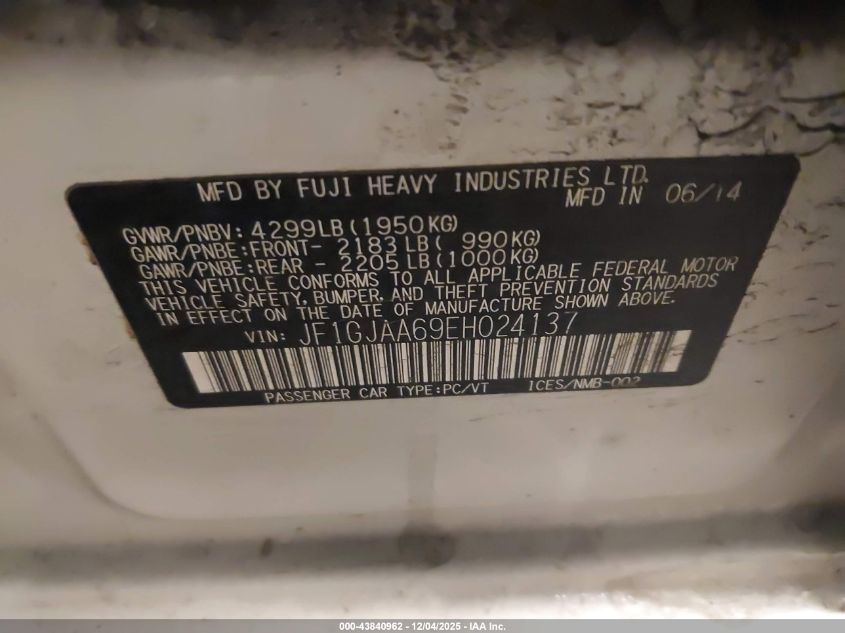 MFD BY FUJI HEAVY INDUSTRIES LTD.
MFD IN 06/14
GVWR/PNBV: 4299LB(1950KG)
GAWR/PNBE:FRONT- 2183LB( 990KG)
GAWR/PNBE:REAR - 2205LB(1000KG)
THIS VEHICLE CONFORMS TO ALL APPLICABLE FEDERAL MOTOR
VEHICLE SAFETY, BUMPER, AND THEFT PREVENTION STANDARDS
IN EFFECT ON THE DATE OF MANUFACTURE SHOWN ABOVE.
VIN: JF1GJAA69EH024137
PASSENGER CAR TYPE:PC/VT ICES/NMB-002
000-43840962 - 12/04/2025 - IAA Inc.